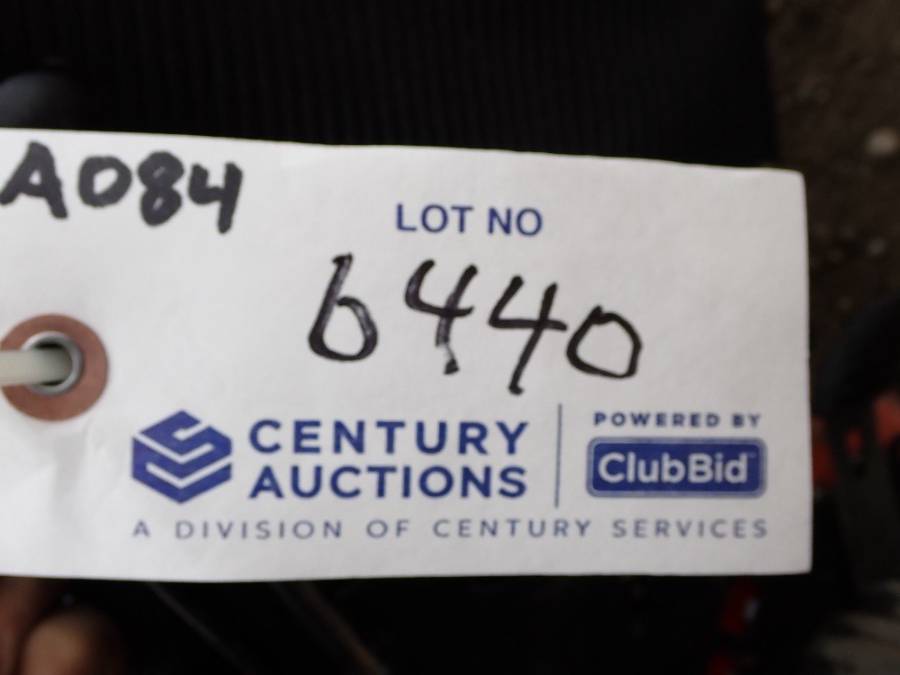 A084
LOT NO
6440
CENTURY
AUCTIONS
POWERED BY
ClubBid
A DIVISION OF CENTURY SERVICES